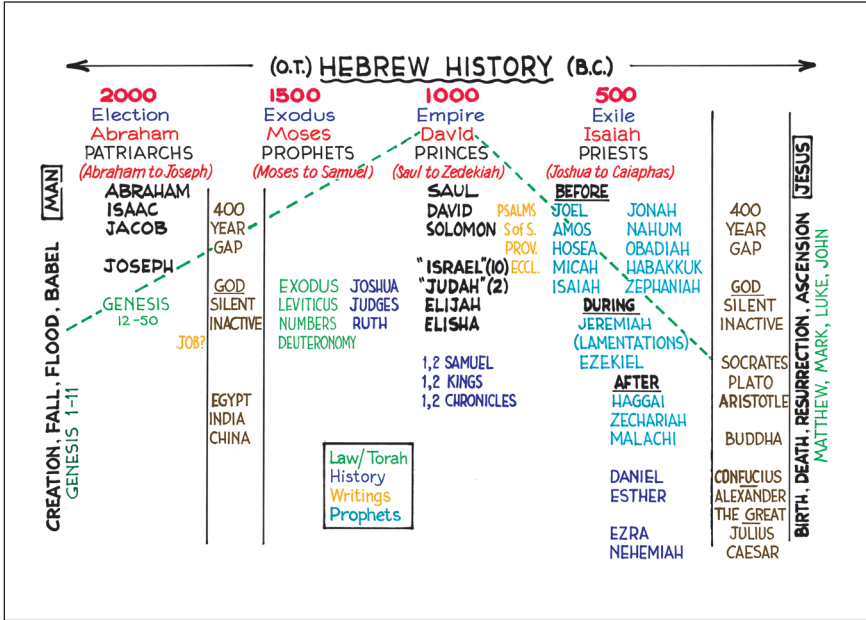 (O.T.) HEBREW HISTORY (B.C.)
2000
Election
Abraham
PATRIARCHS
(Abraham to Joseph)
1500
Exodus
Moses
PROPHETS
(Moses to Samuel)
1000
Empire
David
PRINCES
(Saul to Zedekiah)
500
Exile
Isaiah
PRIESTS
(Joshua to Caiaphas)
CREATION, FALL, FLOOD, BABEL MAN
GENESIS 1-11
ABRAHAM
ISAAC
JACOB
JOSEPH
GENESIS
12-50
JOB?
400
YEAR
GAP
GOD
SILENT
INACTIVE
EGYPT
INDIA
CHINA
EXODUS
LEVITICUS
NUMBERS
DEUTERONOMY
JOSHUA
JUDGES
RUTH
SAUL
DAVID
SOLOMON
"ISRAEL"(10)
"JUDAH"(2)
ELIJAH
ELISHA
PSALMS
S of S.
PROV.
ECCL.
1,2 SAMUEL
1,2 KINGS
1,2 CHRONICLES
BEFORE
JOEL
AMOS
HOSEA
MICAH
ISAIAH
JONAH
NAHUM
OBADIAH
HABAKKUK
ZEPHANIAH
DURING
JEREMIAH
(LAMENTATIONS)
EZEKIEL
AFTER
HAGGAI
ZECHARIAH
MALACHI
DANIEL
ESTHER
EZRA
NEHEMIAH
400
YEAR
GAP
GOD
SILENT
INACTIVE
SOCRATES
PLATO
ARISTOTLE
BUDDHA
CONFUCIUS
ALEXANDER
THE GREAT
JULIUS
CAESAR
BIRTH, DEATH, RESURRECTION, ASCENSION JESUS
MATTHEW, MARK, LUKE, JOHN
Law/Torah
History
Writings
Prophets